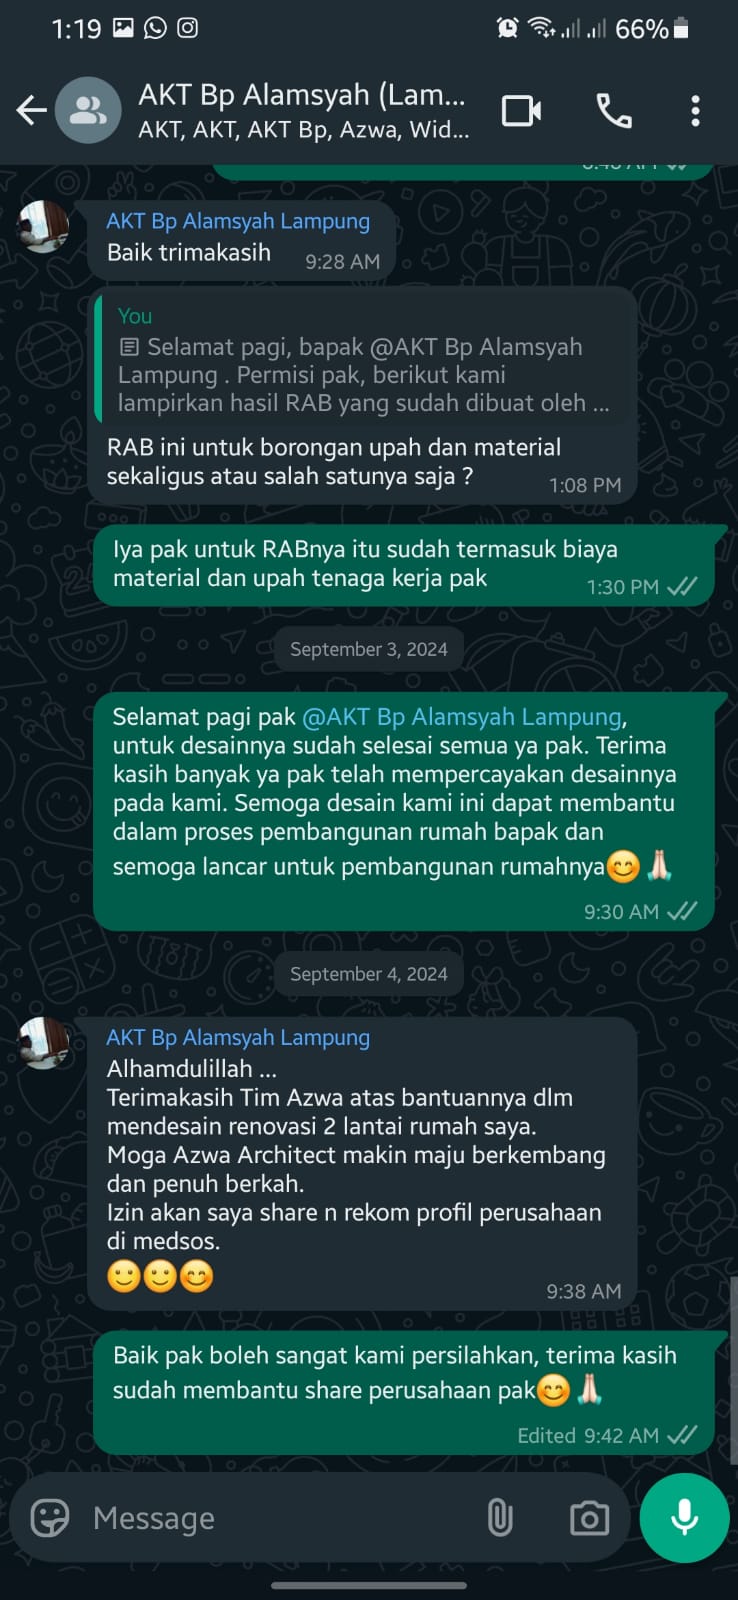 1:19
66%
AKT Bp Alamsyah (Lam...
AKT, AKT, AKT Bp, Azwa, Wid...
AKT Bp Alamsyah Lampung
Baik trimakasih
9:28 AM
You
Selamat pagi, bapak @AKT Bp Alamsyah
Lampung . Permisi pak, berikut kami
lampirkan hasil RAB yang sudah dibuat oleh ...
RAB ini untuk borongan upah dan material
sekaligus atau salah satunya saja ?
1:08 PM
Iya pak untuk RABnya itu sudah termasuk biaya
material dan upah tenaga kerja pak
1:30 PM
September 3, 2024
Selamat pagi pak @AKT Bp Alamsyah Lampung,
untuk desainnya sudah selesai semua ya pak. Terima
kasih banyak ya pak telah mempercayakan desainnya
pada kami. Semoga desain kami ini dapat membantu
dalam proses pembangunan rumah bapak dan
semoga lancar untuk pembangunan rumahnya😊🙏🏻
9:30 AM
September 4, 2024
AKT Bp Alamsyah Lampung
Alhamdulillah ...
Terimakasih Tim Azwa atas bantuannya dlm
mendesain renovasi 2 lantai rumah saya.
Moga Azwa Architect makin maju berkembang
dan penuh berkah.
Izin akan saya share n rekom profil perusahaan
di medsos.
🙂🙂😊
9:38 AM
Baik pak boleh sangat kami persilahkan, terima kasih
sudah membantu share perusahaan pak😊🙏🏻
Edited 9:42 AM
Message